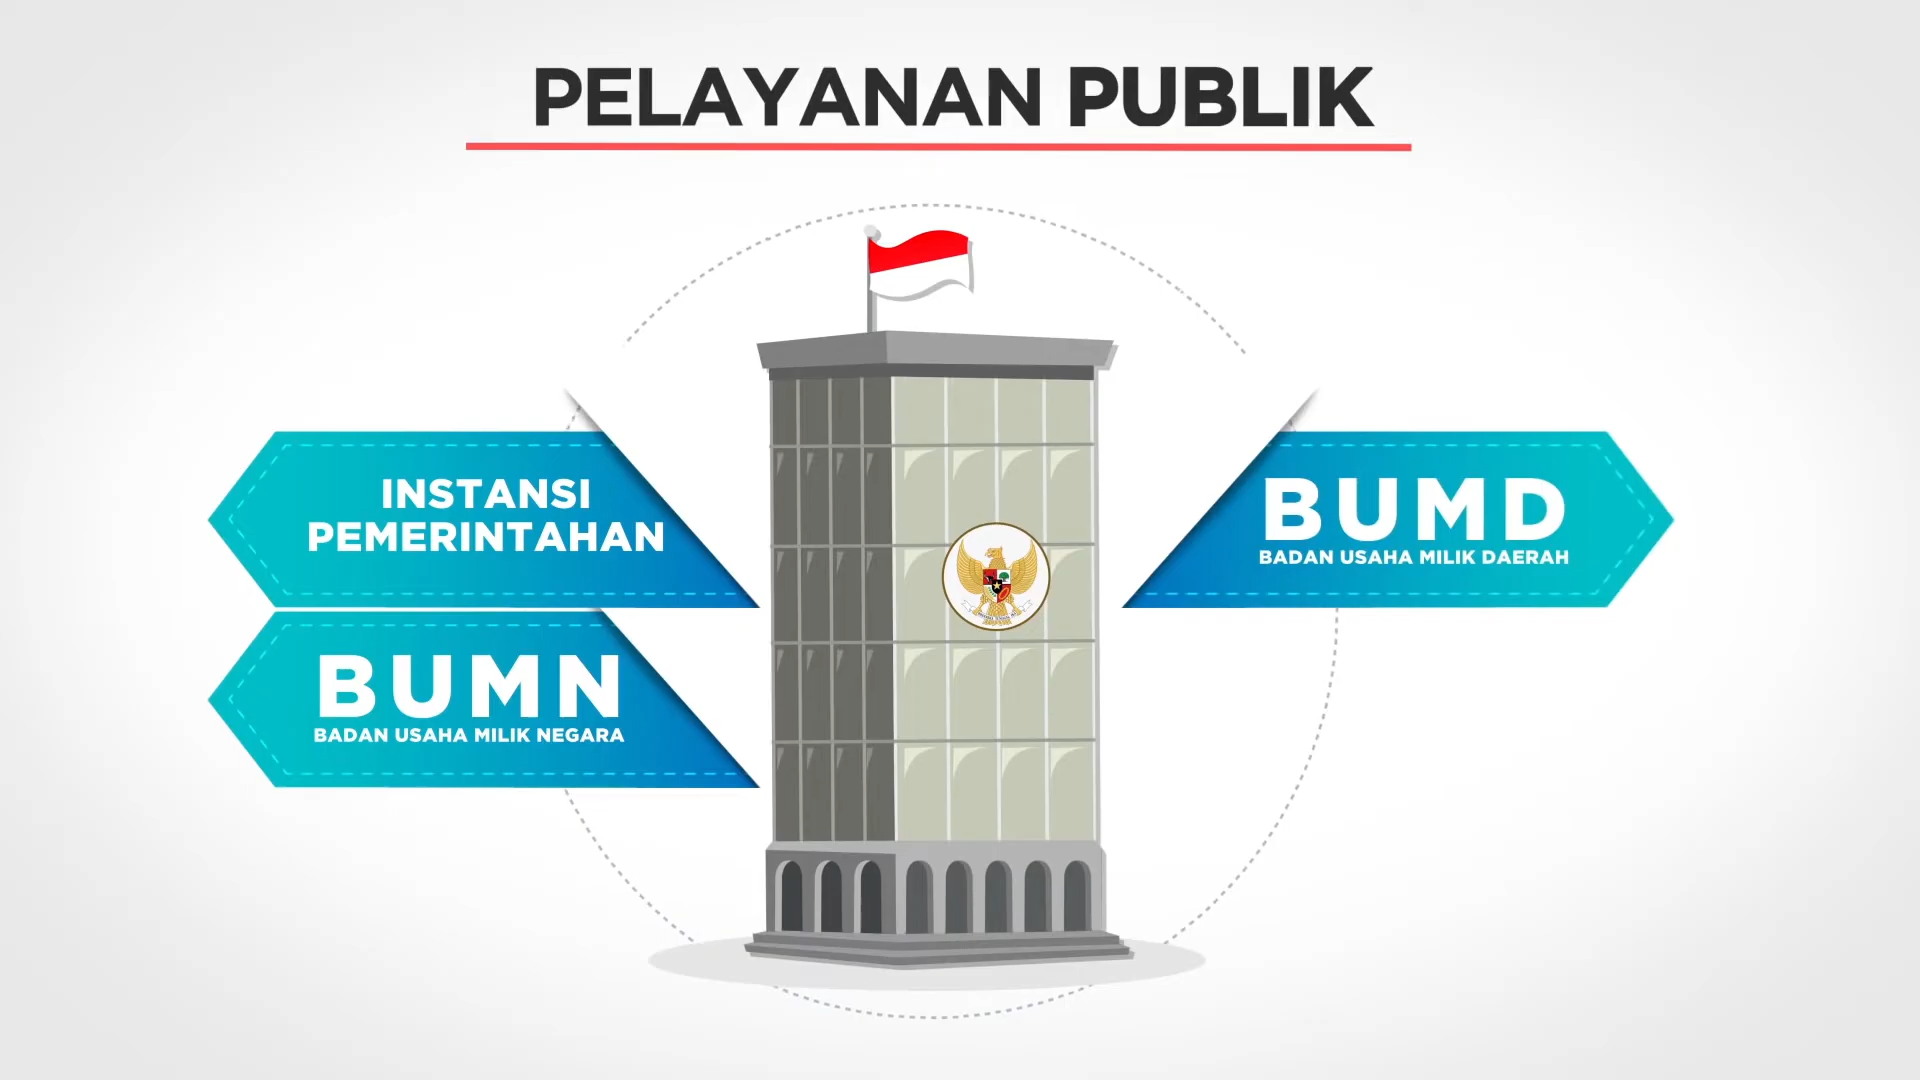 PELAYANAN PUBLIK
INSTANSI
PEMERINTAHAN
BUMN
BADAN USAHA MILIK NEGARA
BUMD
BADAN USAHA MILIK DAERAH